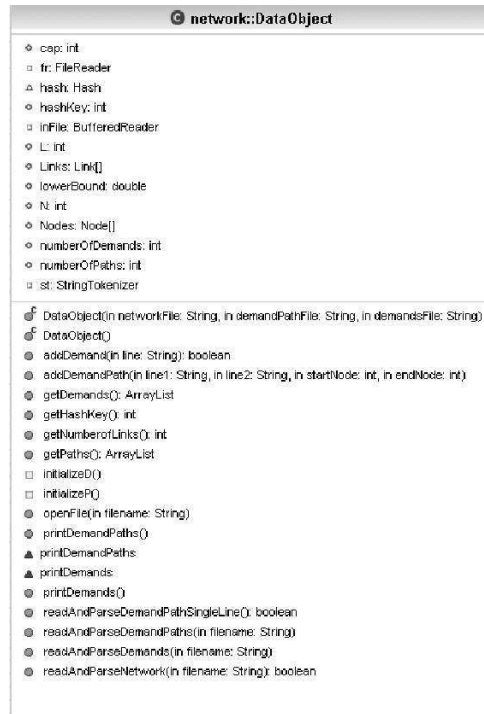 C network::DataObject
cap: int
fr: FileReader
hash: Hash
hashKey: int
inFile: BufferedReader
L: int
Links: Link[]
lowerBound: double
N: int
Nodes: Node[]
numberOfDemands: int
numberOfPaths: int
st: StringTokenizer
C DataObject(in networkFile: String, in demandPathFile: String, in demandsFile: String)
C DataObject()
addDemand(in line: String): boolean
addDemandPath(in line1: String, in line2: String, in startNode: int, in endNode: int)
getDemands(): ArrayList
getHashKey(): int
getNumberofLinks(): int
getPaths(): ArrayList
initializeD()
initializeP()
openFile(in filename: String)
printDemandPaths()
printDemandPaths
printDemands
printDemands()
readAndParseDemandPathSingleLine(): boolean
readAndParseDemandPaths(in filename: String)
readAndParseDemands(in filename: String)
readAndParseNetwork(in filename: String): boolean